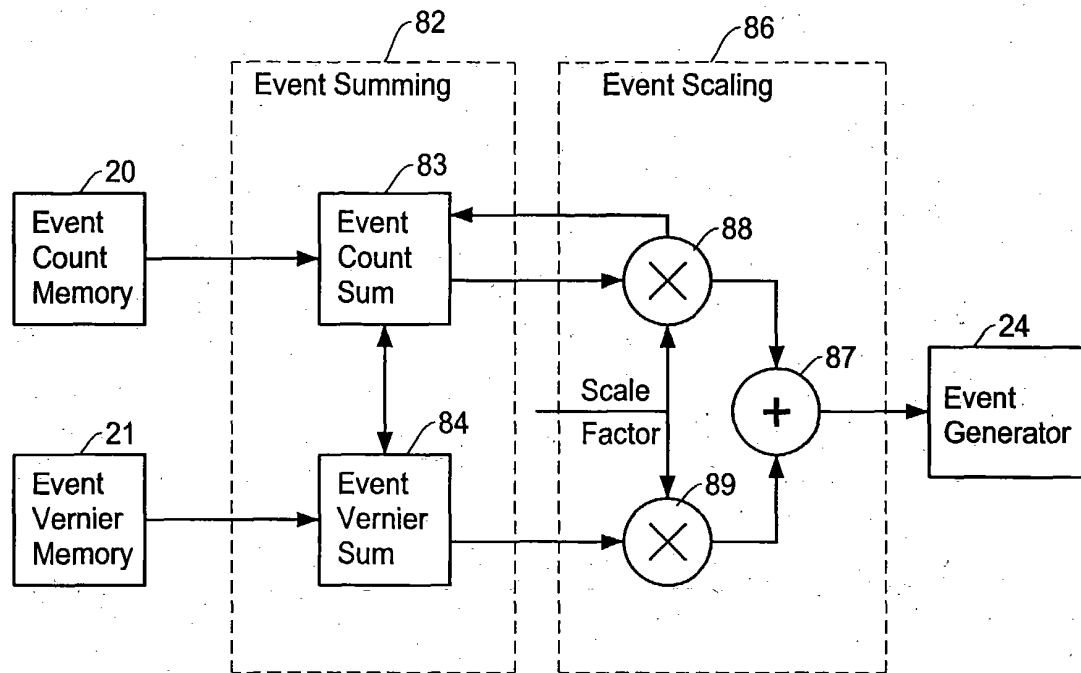 82
86
Event Summing
Event Scaling
20
83
88
Event
Count
Memory
Event
Count
Sum
24
87
Scale
Factor
+
Event
Generator
21
84
89
Event
Vernier
Memory
Event
Vernier
Sum